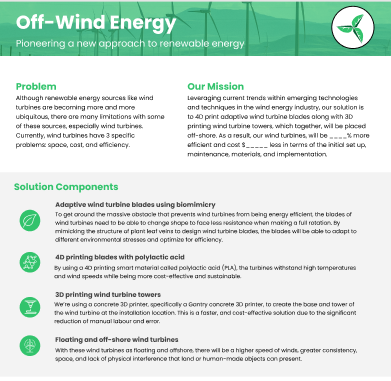 Off-Wind Energy
Pioneering a new approach to renewable energy
Problem
Although renewable energy sources like wind
turbines are becoming more and more
ubiquitous, there are many limitations with some
of these sources, especially wind turbines.
Currently, wind turbines have 3 specific
problems: space, cost, and efficiency.
Our Mission
Leveraging current trends within emerging technologies
and techniques in the wind energy industry, our solution is
to 4D print adaptive wind turbine blades along with 3D
printing wind turbine towers, which together, will be placed
off-shore. As a result, our wind turbines, will be ____% more
efficient and cost $_____ less in terms of the initial set up,
maintenance, materials, and implementation.
Solution Components
Adaptive wind turbine blades using biomimicry
To get around the massive obstacle that prevents wind turbines from being energy efficient, the blades of
wind turbines need to be able to change shape to face less resistance when making a full rotation. By
mimicking the structure of plant leaf veins to design wind turbine blades, the blades will be able to adapt to
different environmental stresses and optimize for efficiency.
4D printing blades with polylactic acid
By using a 4D printing smart material called polylactic acid (PLA), the turbines withstand high temperatures
and wind speeds while being more cost-effective and sustainable.
3D printing wind turbine towers
We're using a concrete 3D printer, specifically a Gantry concrete 3D printer, to create the base and tower of
the wind turbine at the installation location. This is a faster, and cost-effective solution due to the significant
reduction of manual labour and error.
Floating and off-shore wind turbines
With these wind turbines as floating and offshore, there will be a higher speed of winds, greater consistency,
space, and lack of physical interference that land or human-made objects can present.